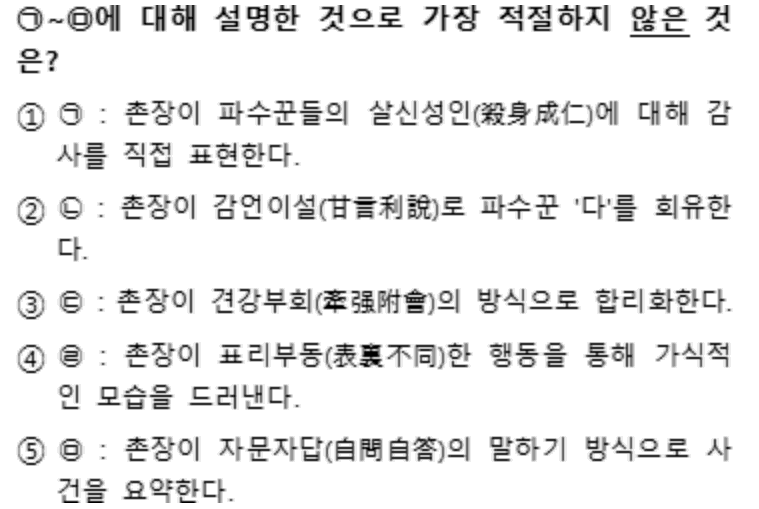 ㉠~㉤에 대해 설명한 것으로 가장 적절하지 않은 것
은?
① ㉠ : 촌장이 파수꾼들의 살신성인(殺身成仁)에 대해 감
사를 직접 표현한다.
② ㉡ : 촌장이 감언이설(甘言利說)로 파수꾼 '다'를 회유한
다.
③ ㉢ : 촌장이 견강부회(牽强附會)의 방식으로 합리화한다.
④ ㉣ : 촌장이 표리부동(表裏不同)한 행동을 통해 가식적
인 모습을 드러낸다.
⑤ ㉤ : 촌장이 자문자답(自問自答)의 말하기 방식으로 사
건을 요약한다.